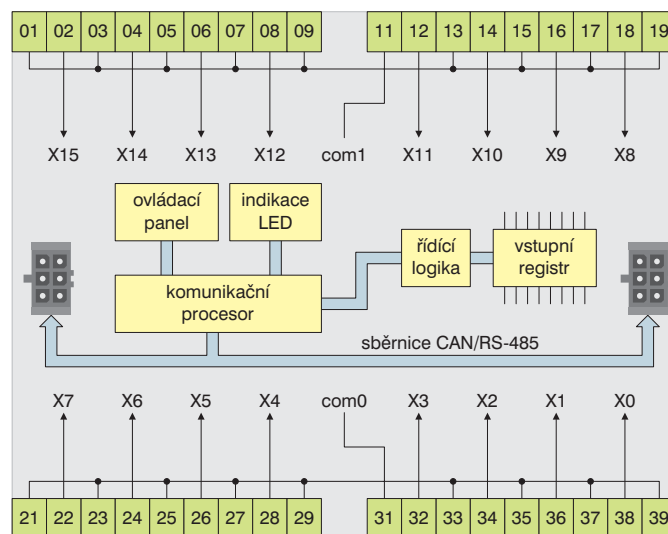 01 02 03 04 05 06 07 08 09 11 12 13 14 15 16 17 18 19
X15 X14 X13 X12 com1 X11 X10 X9 X8
ovládací
panel
indikace
LED
řídící
logika
vstupní
registr
komunikační
procesor
sběrnice CAN/RS-485
X7 X6 X5 X4 com0 X3 X2 X1 X0
21 22 23 24 25 26 27 28 29 31 32 33 34 35 36 37 38 39